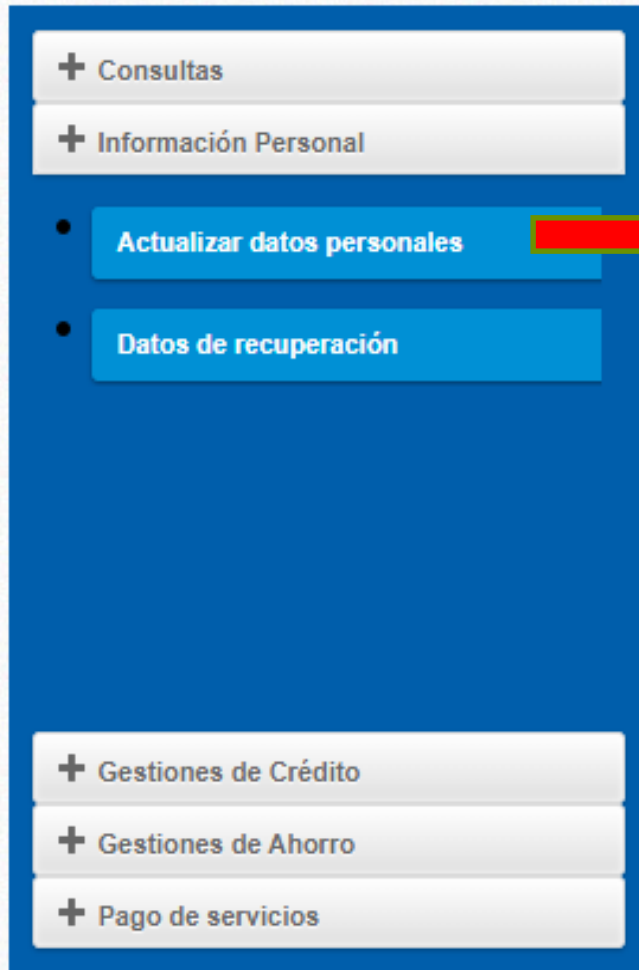 Consultas
Información Personal
Actualizar datos personales
Datos de recuperación
Gestiones de Crédito
Gestiones de Ahorro
Pago de servicios